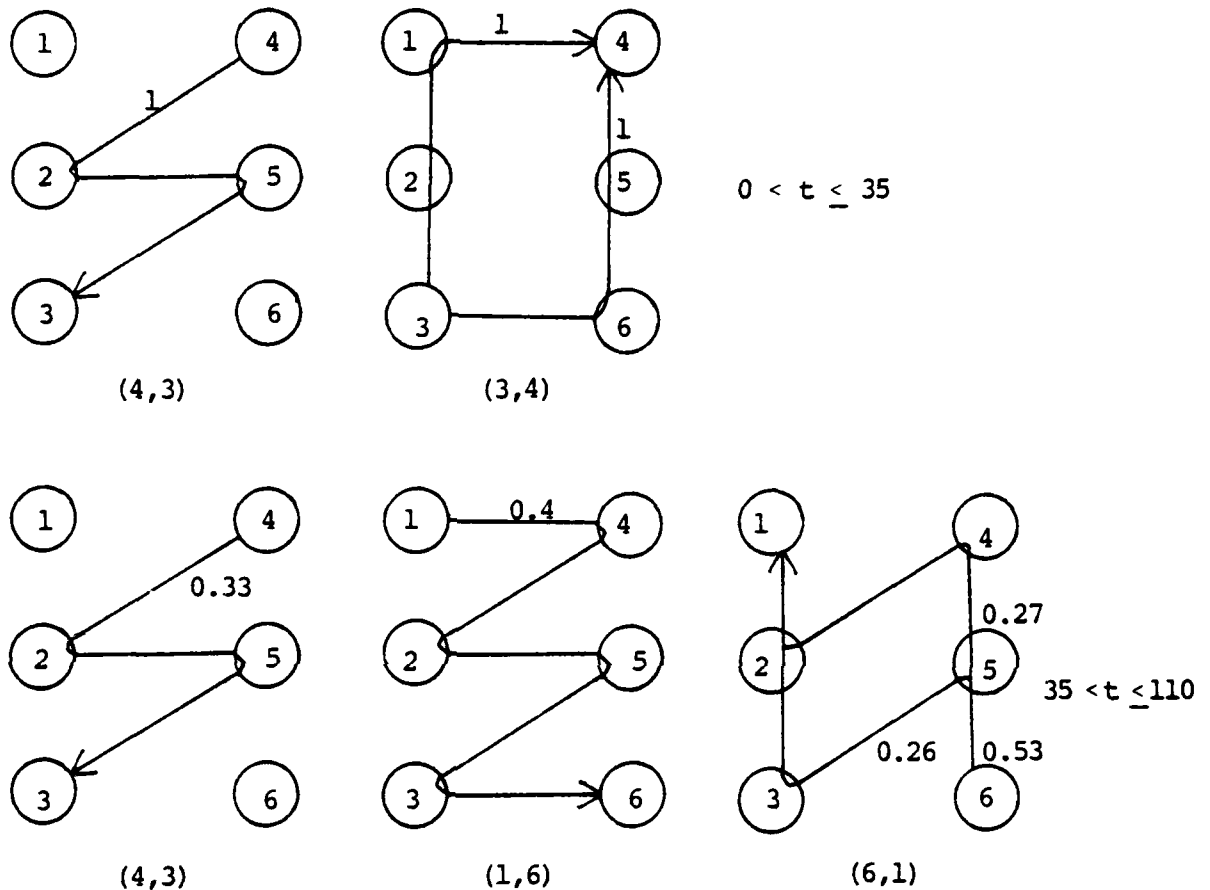 1 4 1 4
1
1
2 5 2 5
1
0 < t ≤ 35
3 6 3 6
(4,3) (3,4)
1 4 1 4 1 4
0.4
0.33 0.27
2 5 2 5 2 5
35 <t ≤110
0.26 0.53
3 6 3 6 3 6
(4,3) (1,6) (6,1)